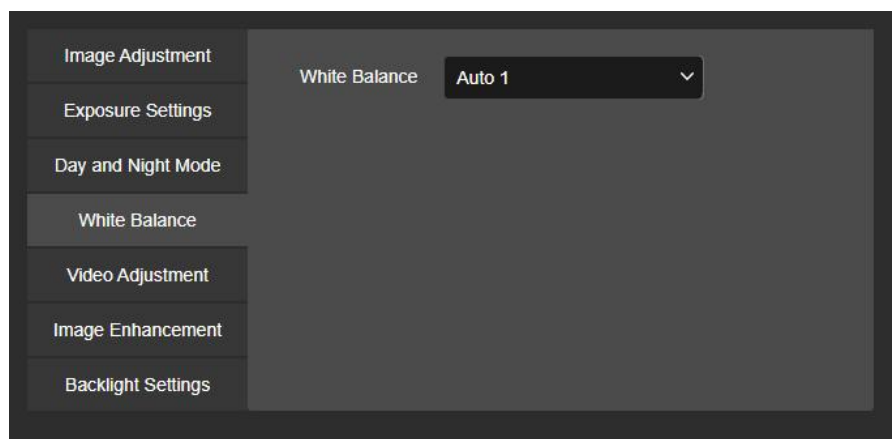 Image Adjustment
Exposure Settings
Day and Night Mode
White Balance
Video Adjustment
Image Enhancement
Backlight Settings
White Balance Auto 1